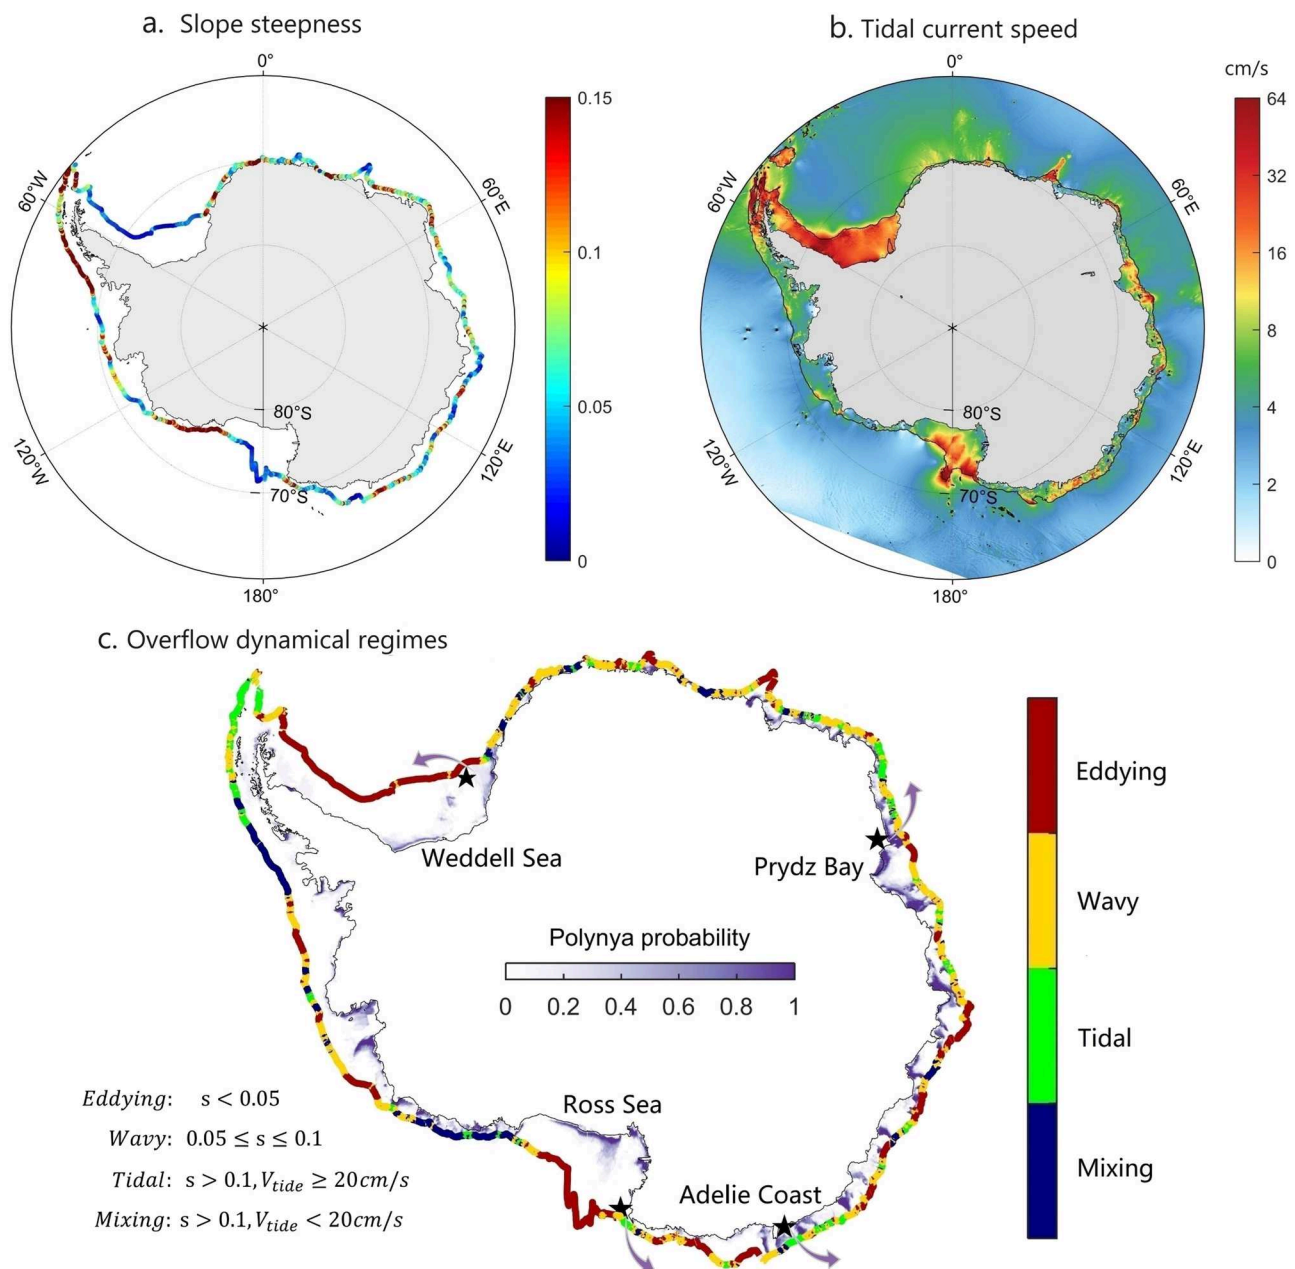 a. Slope steepness
0°
60°W
60°E
120°W
120°E
80°S
70°S
180°
0.15
0.1
0.05
0
b. Tidal current speed
cm/s
0°
60°W
60°E
120°W
120°E
80°S
70°S
180°
64
32
16
8
4
2
0
c. Overflow dynamical regimes
Weddell Sea
Prydz Bay
Polynya probability
0 0.2 0.4 0.6 0.8 1
Ross Sea
Adelie Coast
Eddying: s < 0.05
Wavy: 0.05 ≤ s ≤ 0.1
Tidal: s > 0.1, V_tide ≥ 20cm/s
Mixing: s > 0.1, V_tide < 20cm/s
Eddying
Wavy
Tidal
Mixing